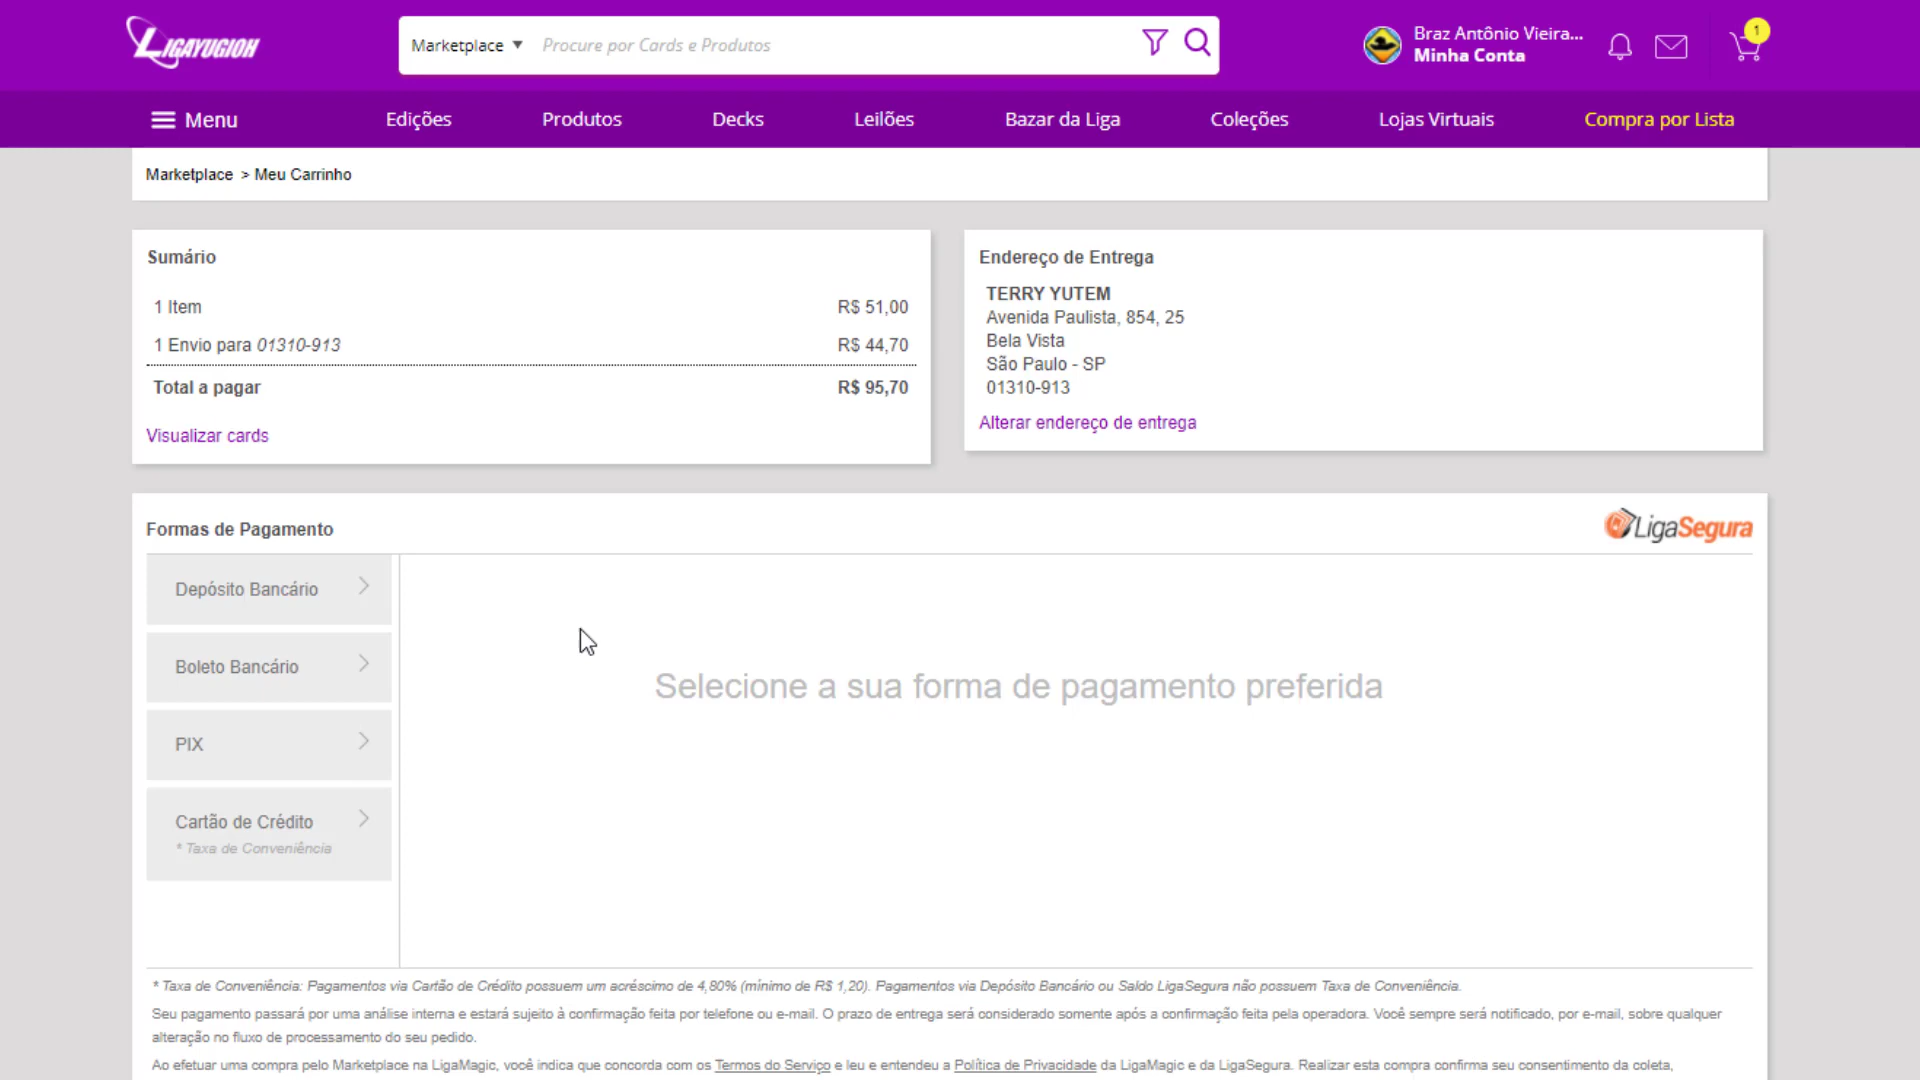 LIGAYUGIOH
Marketplace ▼ Procure por Cards e Produtos
Braz Antônio Vieira...
Minha Conta
1
Menu Edições Produtos Decks Leilões Bazar da Liga Coleções Lojas Virtuais Compra por Lista
Marketplace > Meu Carrinho
Sumário
1 Item R$ 51,00
1 Envio para 01310-913 R$ 44,70
Total a pagar R$ 95,70
Visualizar cards
Endereço de Entrega
TERRY YUTEM
Avenida Paulista, 854, 25
Bela Vista
São Paulo - SP
01310-913
Alterar endereço de entrega
Formas de Pagamento
LigaSegura
Depósito Bancário
Boleto Bancário
PIX
Cartão de Crédito
* Taxa de Conveniência
Selecione a sua forma de pagamento preferida
* Taxa de Conveniência: Pagamentos via Cartão de Crédito possuem um acréscimo de 4,80% (mínimo de R$ 1,20). Pagamentos via Depósito Bancário ou Saldo LigaSegura não possuem Taxa de Conveniência.
Seu pagamento passará por uma análise interna e estará sujeito à confirmação feita por telefone ou e-mail. O prazo de entrega será considerado somente após a confirmação feita pela operadora. Você sempre será notificado, por e-mail, sobre qualquer
alteração no fluxo de processamento do seu pedido.
Ao efetuar uma compra pelo Marketplace na LigaMagic, você indica que concorda com os Termos do Serviço e leu e entendeu a Política de Privacidade da LigaMagic e da LigaSegura. Realizar esta compra confirma seu consentimento da coleta,